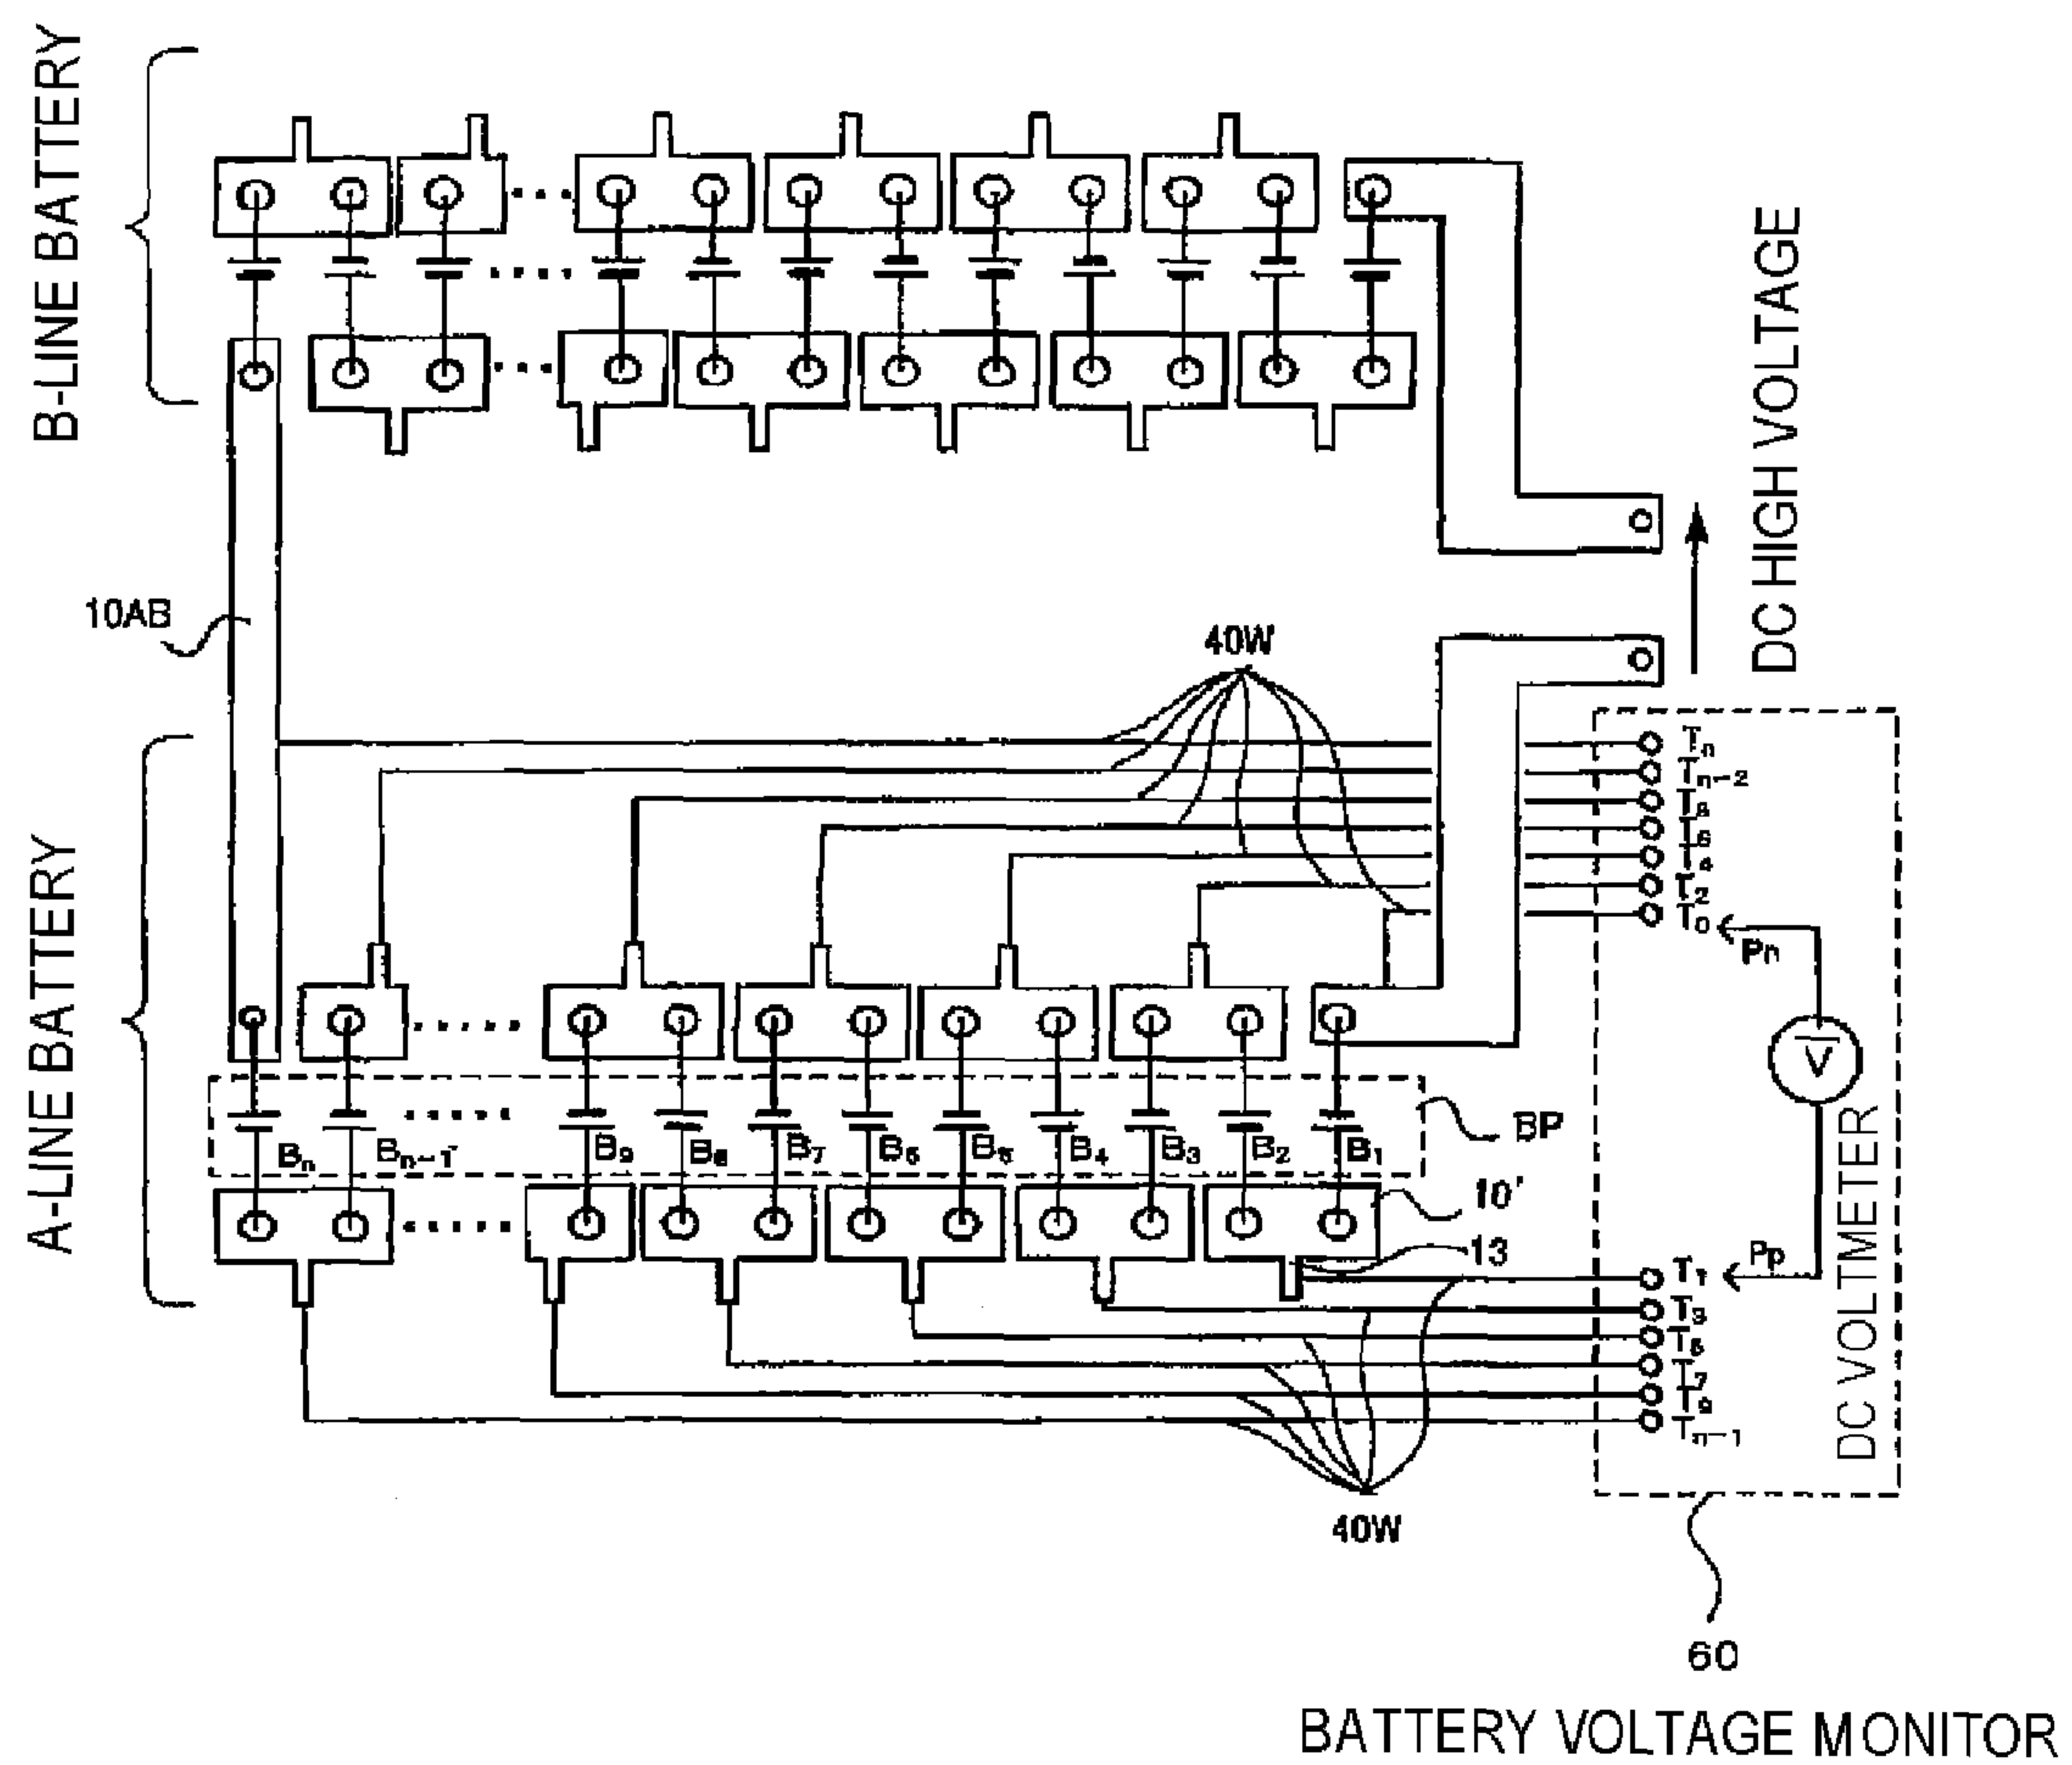 B-LINE BATTERY
DC HIGH VOLTAGE
10AB
40W
A-LINE BATTERY
Tn
Tn-2
T8
T6
T4
T2
T0
Pn
V
BP
Bn
Bn-1
B9
B8
B7
B6
B5
B4
B3
B2
B1
10'
13
Pp
DC VOLTMETER
T1
T3
T5
T7
T9
Tn-1
40W
60
BATTERY VOLTAGE MONITOR